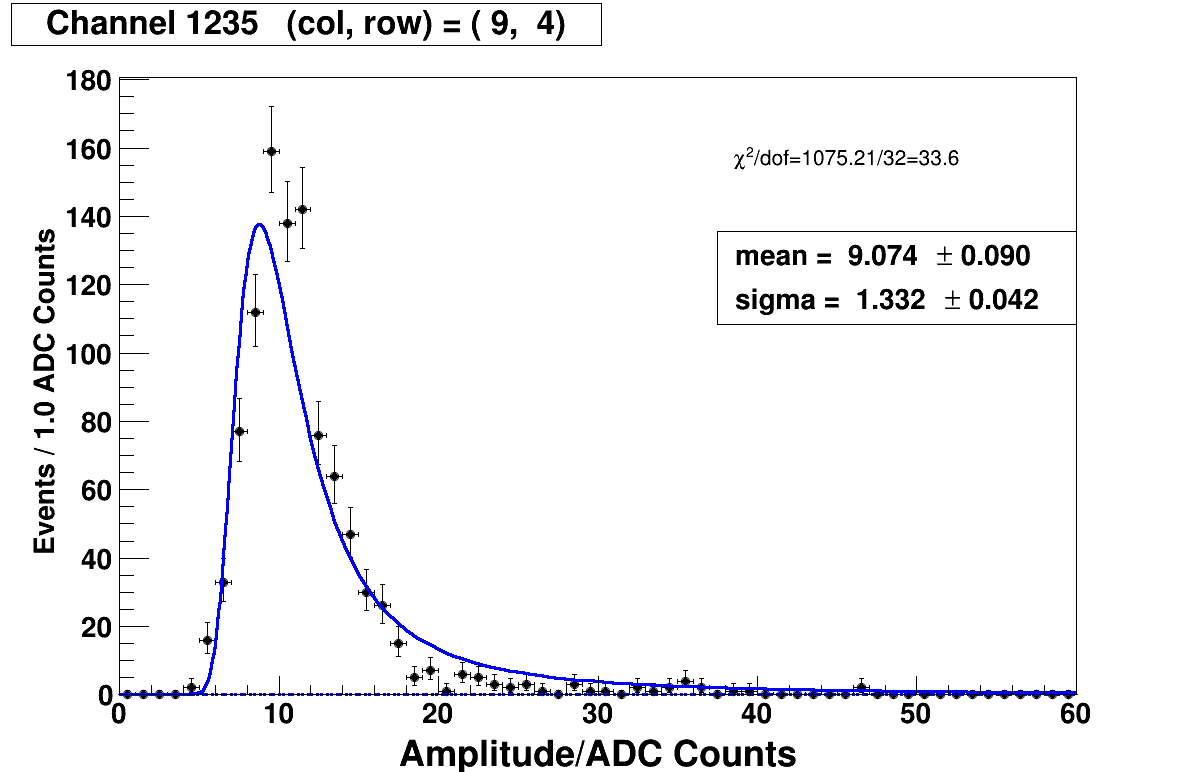 Channel 1235 (col, row) = ( 9, 4)
180
160
140
120
100
80
60
40
20
0
Events / 1.0 ADC Counts
χ²/dof=1075.21/32=33.6
mean = 9.074 ± 0.090
sigma = 1.332 ± 0.042
0 10 20 30 40 50 60
Amplitude/ADC Counts